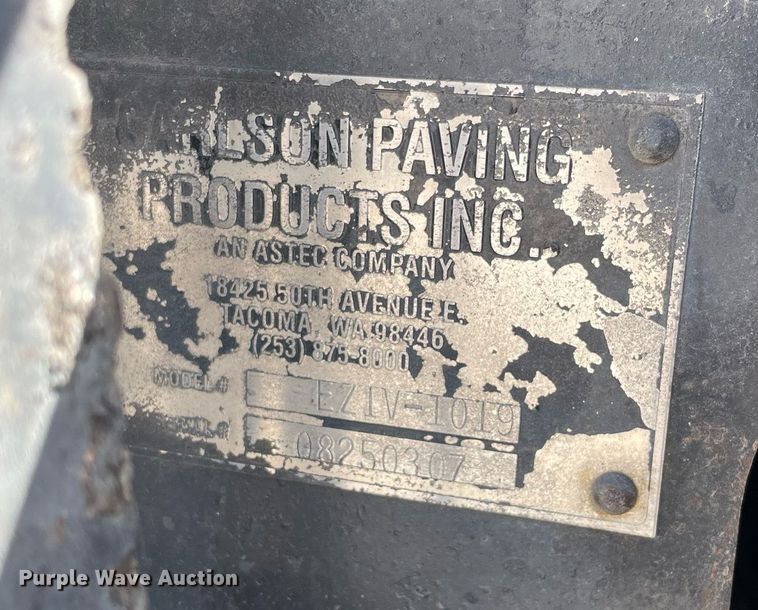 CARLSON PAVING
PRODUCTS INC.
AN ASTEC COMPANY
18425 50TH AVENUE E.
TACOMA, WA 98446
(253) 875-8000
MODEL# EZIV-1019
08250307
Purple Wave Auction